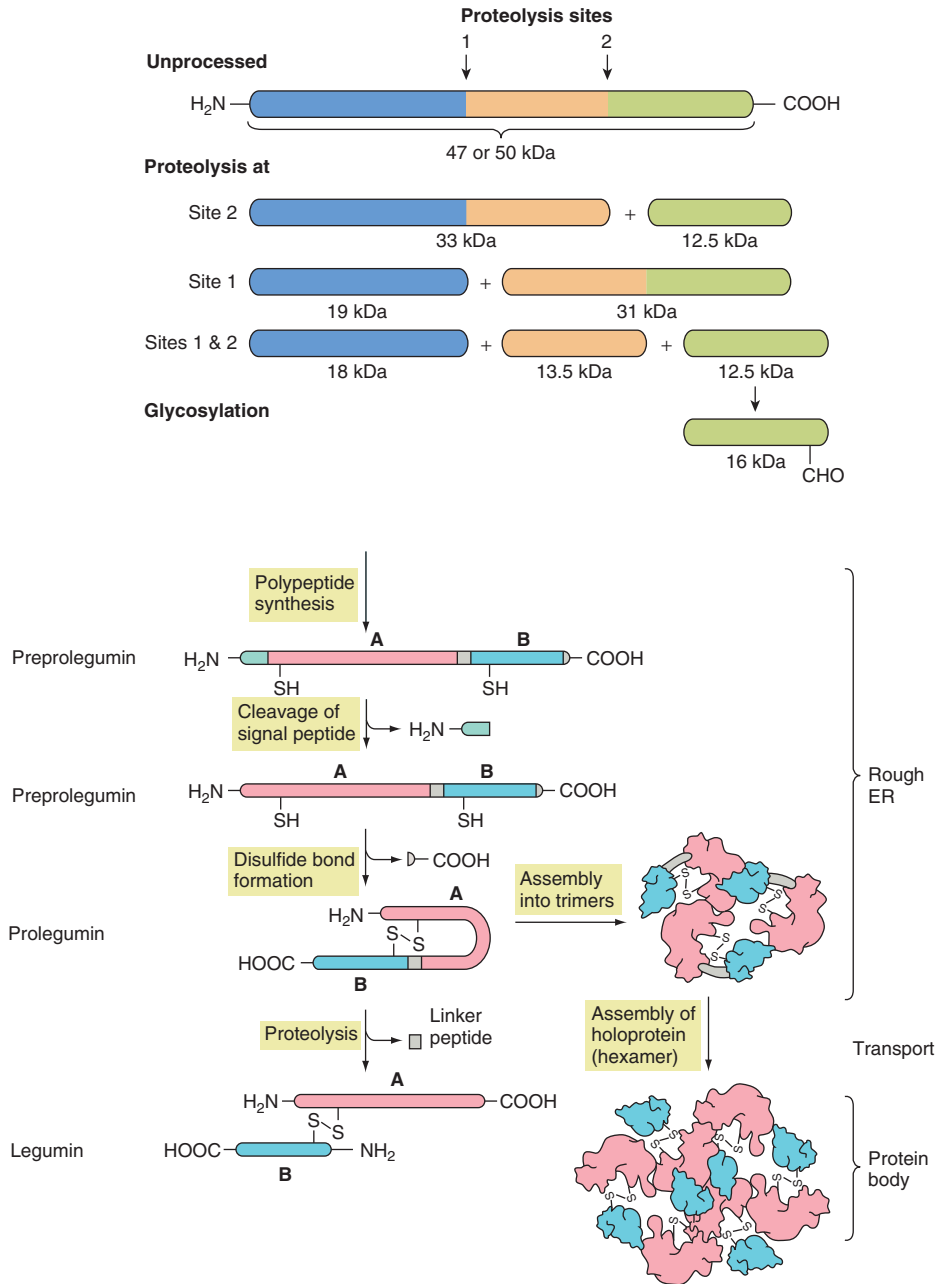 Proteolysis sites
1 2
Unprocessed
H₂N COOH
47 or 50 kDa
Proteolysis at
Site 2 +
33 kDa 12.5 kDa
Site 1 +
19 kDa 31 kDa
Sites 1 & 2 + +
18 kDa 13.5 kDa 12.5 kDa
Glycosylation
16 kDa
CHO
Polypeptide
synthesis
A B
Preprolegumin H₂N COOH
SH SH
Cleavage of
signal peptide
H₂N
A B
Preprolegumin H₂N COOH
SH SH
Disulfide bond
formation
COOH
A
H₂N
Prolegumin
S S
HOOC
B
Assembly
into trimers
S S
S S
S S
Rough
ER
Proteolysis
Linker
peptide
Assembly of
holoprotein
(hexamer)
Transport
A
H₂N COOH
S S
Legumin HOOC NH₂
B
S S
S S
S S
S S
S S
S S
Protein
body